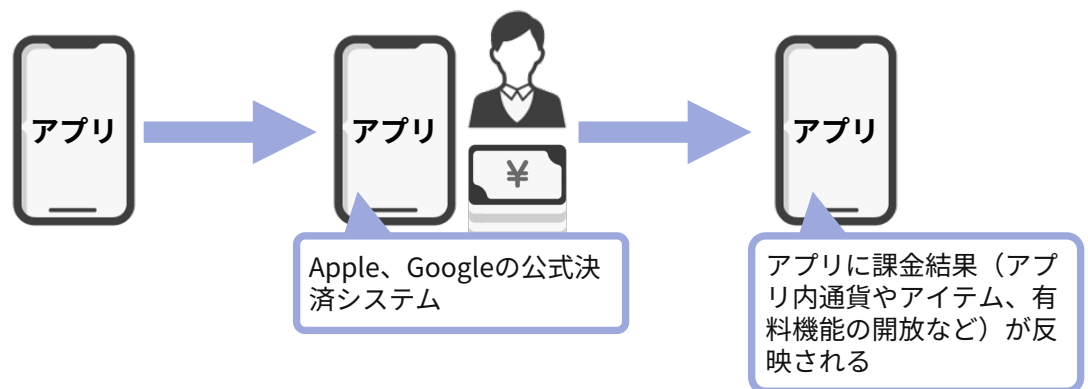 アプリ
アプリ
¥
アプリ
Apple、Googleの公式決
済システム
アプリに課金結果（アプ
リ内通貨やアイテム、有
料機能の開放など）が反
映される